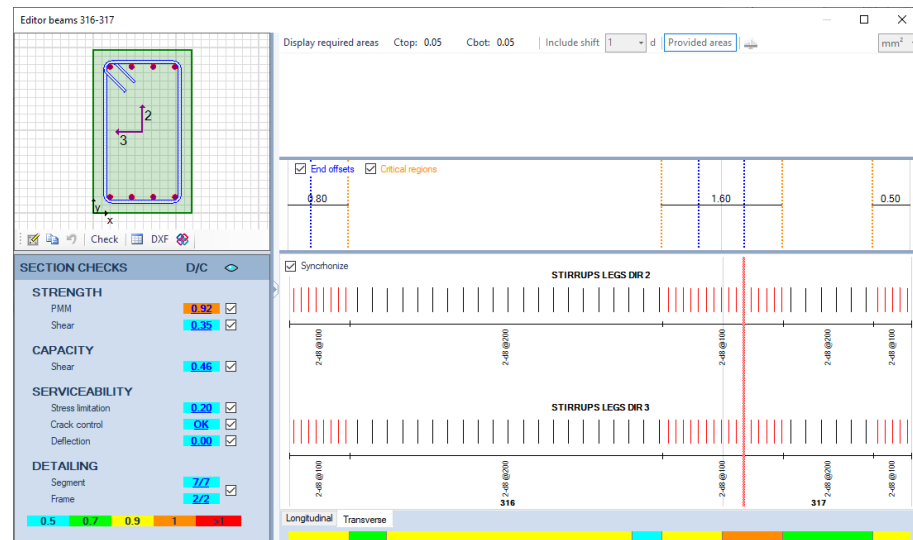 Editor beams 316-317
Display required areas Ctop: 0.05 Cbot: 0.05 Include shift 1 d Provided areas mm²
2
3
y
x
End offsets Critical regions
0.80 1.60 0.50
Check DXF
SECTION CHECKS D/C
STRENGTH
PMM 0.92
Shear 0.35
CAPACITY
Shear 0.46
SERVICEABILITY
Stress limitation 0.20
Crack control OK
Deflection 0.00
DETAILING
Segment 7/7
Frame 2/2
0.5 0.7 0.9 1 >1
Syncrhonize
STIRRUPS LEGS DIR 2
2-d8@100 2-d8@200 2-d8@100 2-d8@200 2-d8@100
STIRRUPS LEGS DIR 3
2-d8@100 2-d8@200 2-d8@100 2-d8@200 2-d8@100
316 317
Longitudinal Transverse